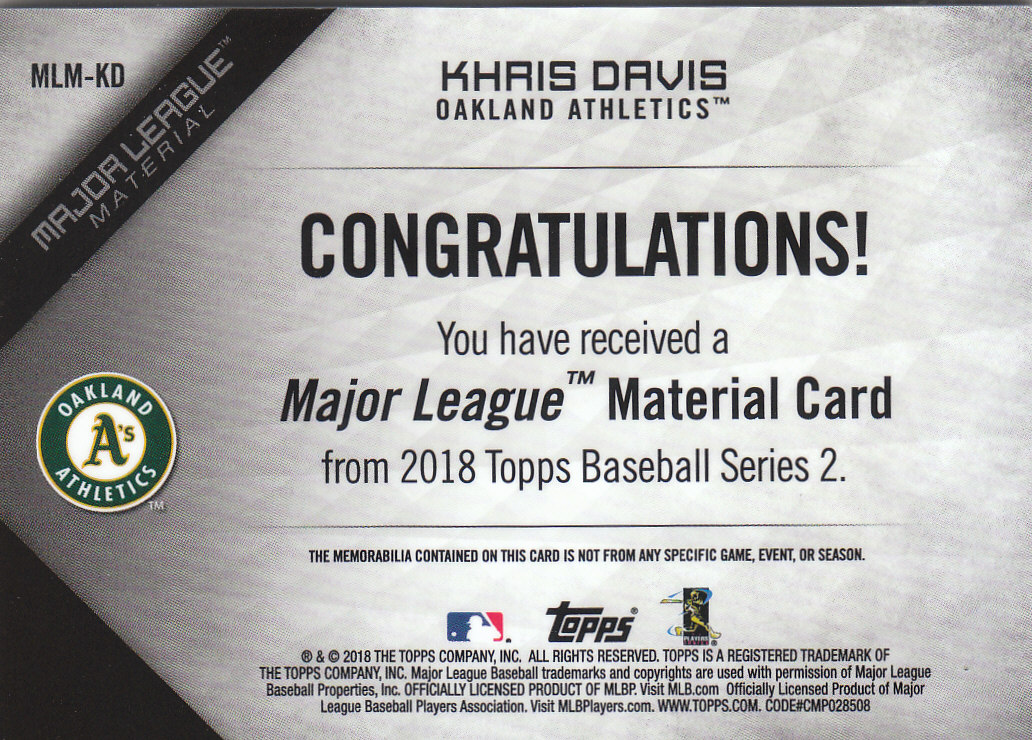 MLM-KD
MAJOR LEAGUE™
MATERIAL
KHRIS DAVIS
OAKLAND ATHLETICS™
CONGRATULATIONS!
You have received a
Major League™ Material Card
from 2018 Topps Baseball Series 2.
OAKLAND
A's
ATHLETICS
TM
THE MEMORABILIA CONTAINED ON THIS CARD IS NOT FROM ANY SPECIFIC GAME, EVENT, OR SEASON.
topps®
PLAYERS
® & © 2018 THE TOPPS COMPANY, INC. ALL RIGHTS RESERVED. TOPPS IS A REGISTERED TRADEMARK OF
THE TOPPS COMPANY, INC. Major League Baseball trademarks and copyrights are used with permission of Major League
Baseball Properties, Inc. OFFICIALLY LICENSED PRODUCT OF MLBP Visit MLB.com Officially Licensed Product of Major
League Baseball Players Association. Visit MLBPlayers.com. WWW.TOPPS.COM. CODE#CMP028508